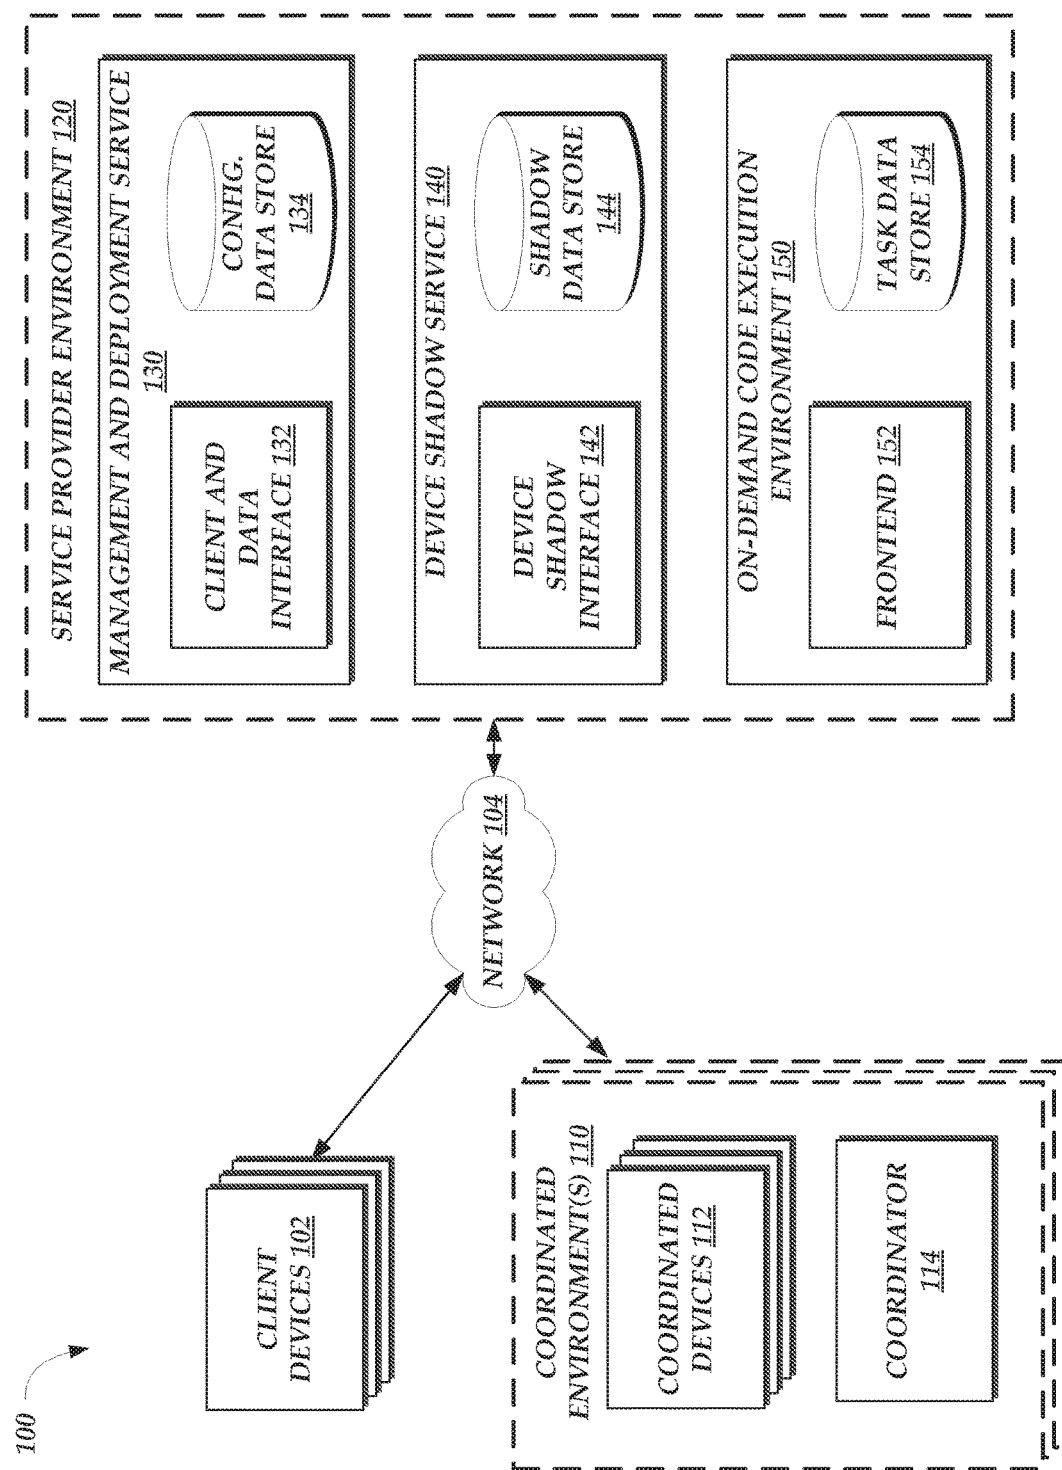 100
CLIENT
DEVICES 102
COORDINATED
ENVIRONMENT(S) 110
COORDINATED
DEVICES 112
COORDINATOR
114
NETWORK 104
SERVICE PROVIDER ENVIRONMENT 120
MANAGEMENT AND DEPLOYMENT SERVICE
130
CLIENT AND
DATA
INTERFACE 132
CONFIG.
DATA STORE
134
DEVICE SHADOW SERVICE 140
DEVICE
SHADOW
INTERFACE 142
SHADOW
DATA STORE
144
ON-DEMAND CODE EXECUTION
ENVIRONMENT 150
FRONTEND 152
TASK DATA
STORE 154